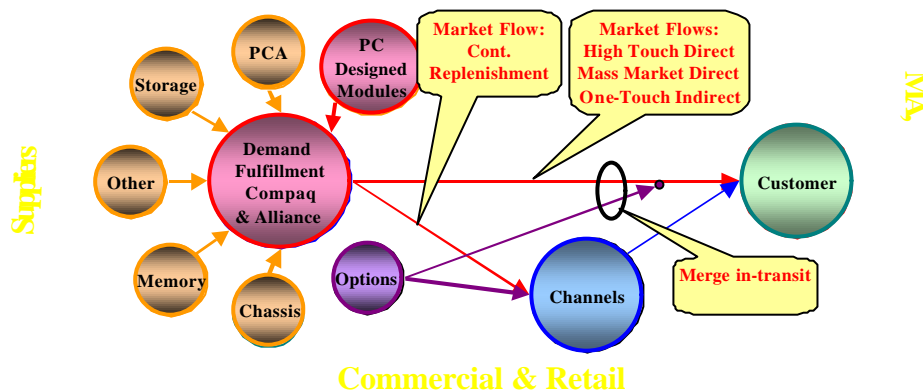 Market Flow:
Cont.
Replenishment
Market Flows:
High Touch Direct
Mass Market Direct
One-Touch Indirect
PCA
PC
Designed
Modules
Storage
Other
Memory
Chassis
Demand
Fulfillment
Compaq
& Alliance
Options
Channels
Customer
Merge in-transit
Commercial & Retail